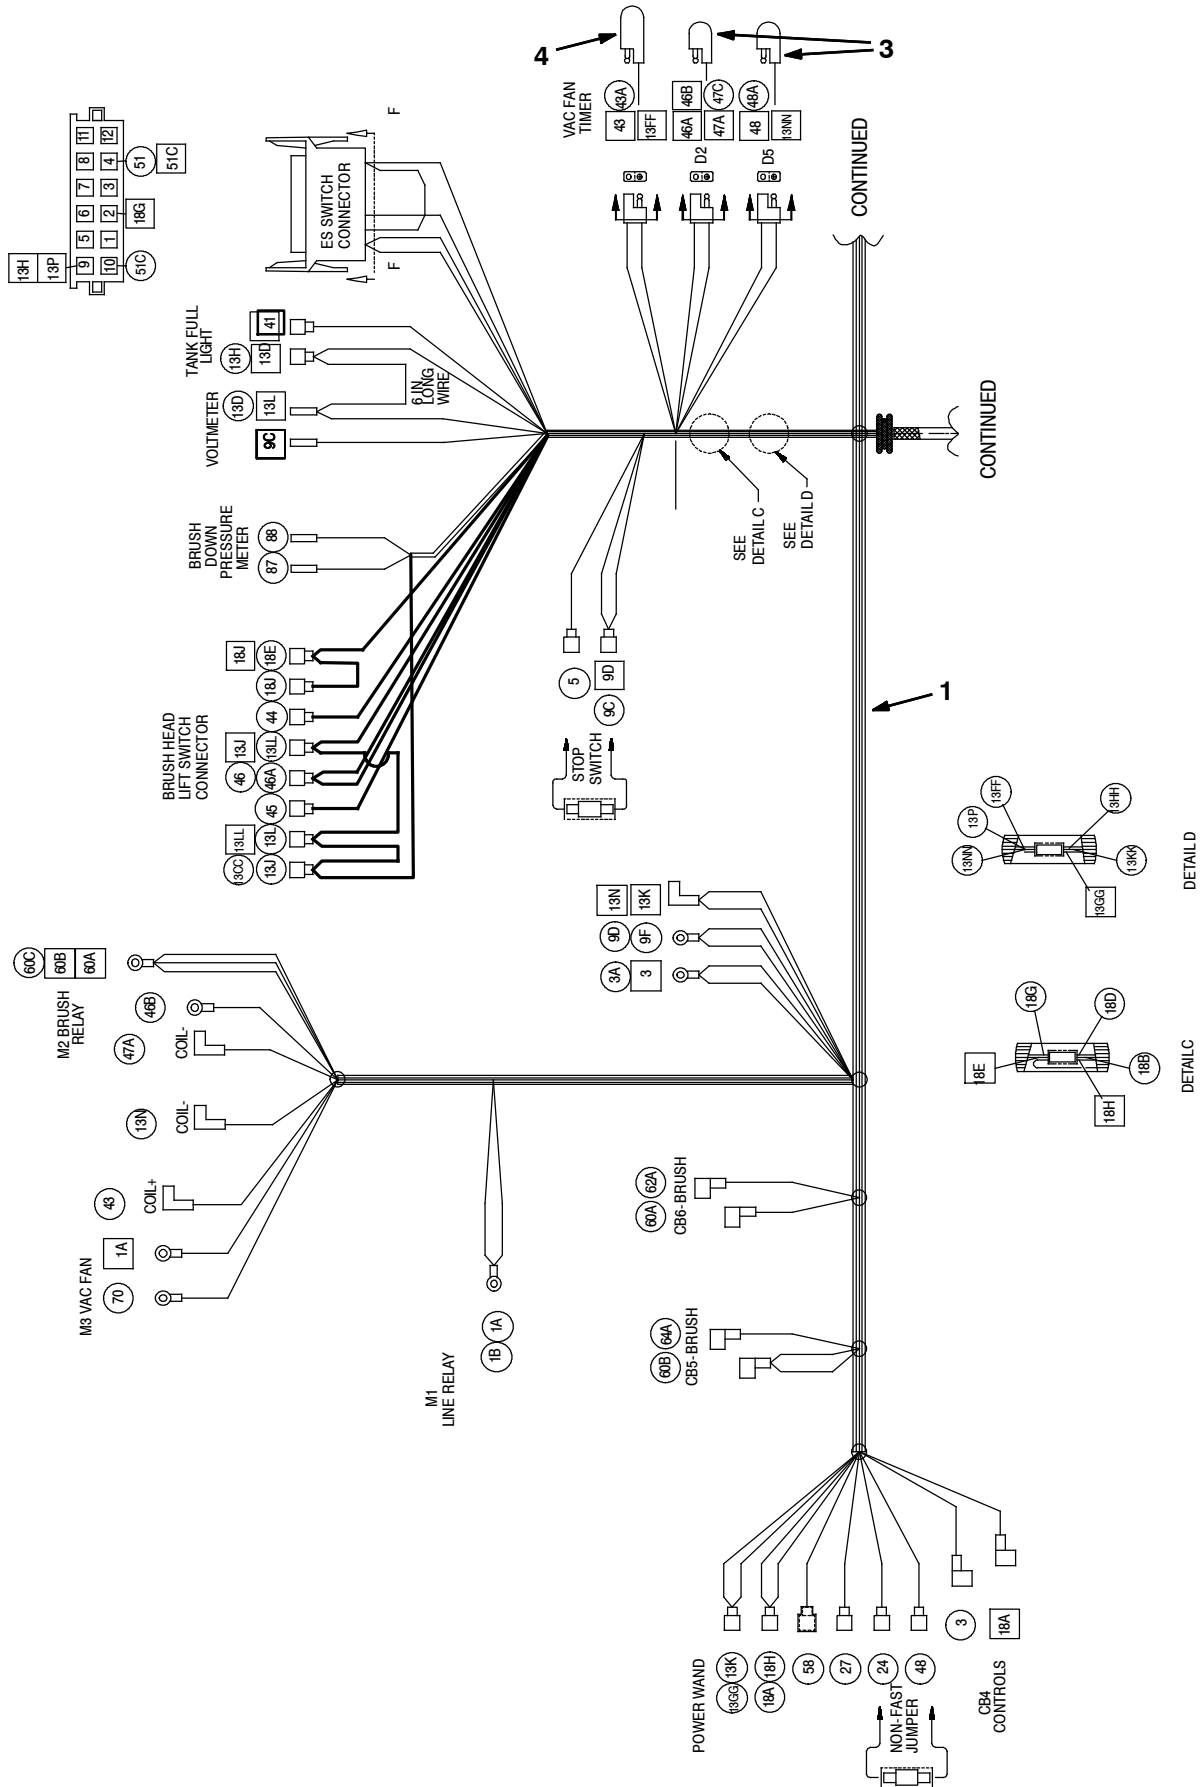 4
3
VAC FAN
TIMER
43
43A
13FF
46A
46B
47A
47C
D2
48
48A
13NN
D5
CONTINUED
CONTINUED
11
12
8
4
7
3
6
2
5
1
9
10
51
51C
18G
51C
13H
13P
ES SWITCH
CONNECTOR
F
F
TANK FULL
LIGHT
41
13H
13D
6 IN
LONG
WIRE
VOLTMETER
13D
13L
9C
BRUSH
DOWN
PRESSURE
METER
88
87
BRUSH HEAD
LIFT SWITCH
CONNECTOR
18J
18E
18J
44
13J
13LL
46
46A
45
13LL
13L
13CC
13J
SEE
DETAIL C
SEE
DETAIL D
5
9D
9C
STOP
SWITCH
1
13N
13K
9D
9F
3A
3
M2 BRUSH
RELAY
60C
60B
60A
46B
47A
COIL-
13N
COIL-
43
COIL+
M3 VAC FAN
1A
70
M1
LINE RELAY
1B
1A
60A
62A
CB6-BRUSH
60B
64A
CB5-BRUSH
POWER WAND
13GG
13K
18A
18H
58
27
24
48
NON-FAST
JUMPER
3
18A
CB4
CONTROLS
13NN
13P
13FF
13GG
13HH
13KK
DETAIL D
18E
18G
18H
18D
18B
DETAIL C